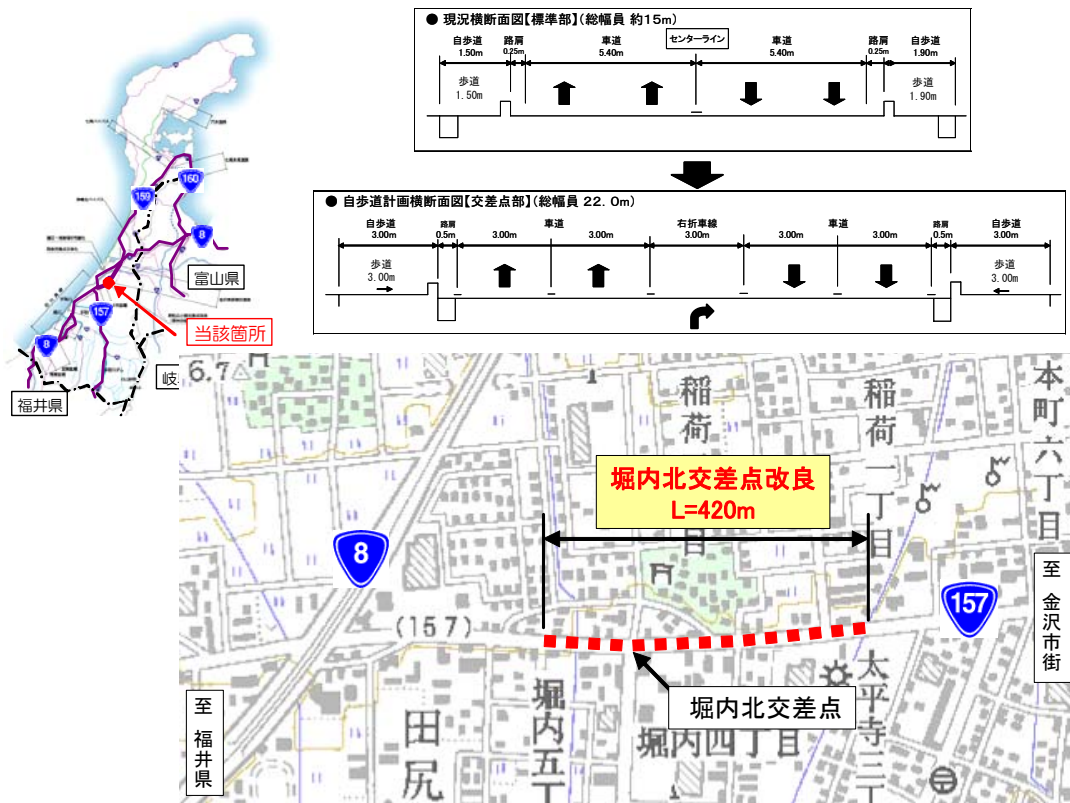 ● 現況横断面図【標準部】(総幅員 約15m)
自歩道 路肩 車道 センターライン 車道 路肩 自歩道
1.50m 0.25m 5.40m 5.40m 0.25m 1.90m
歩道 歩道
1.50m 1.90m
● 自歩道計画横断面図【交差点部】(総幅員 22.0m)
自歩道 路肩 車道 右折車線 車道 路肩 自歩道
3.00m 0.5m 3.00m 3.00m 3.00m 3.00m 3.00m 0.5m 3.00m
歩道 歩道
3.00m 3.00m
159
160
8
富山県
157
当該箇所
8
岐
福井県
6.7
稲荷
目
稲荷一丁目
本町六丁目
堀内北交差点改良
L=420m
8
157
至 金沢市街
(157)
堀内北交差点
至 福井県
田尻
堀内五丁
堀内四丁目
太平寺三丁